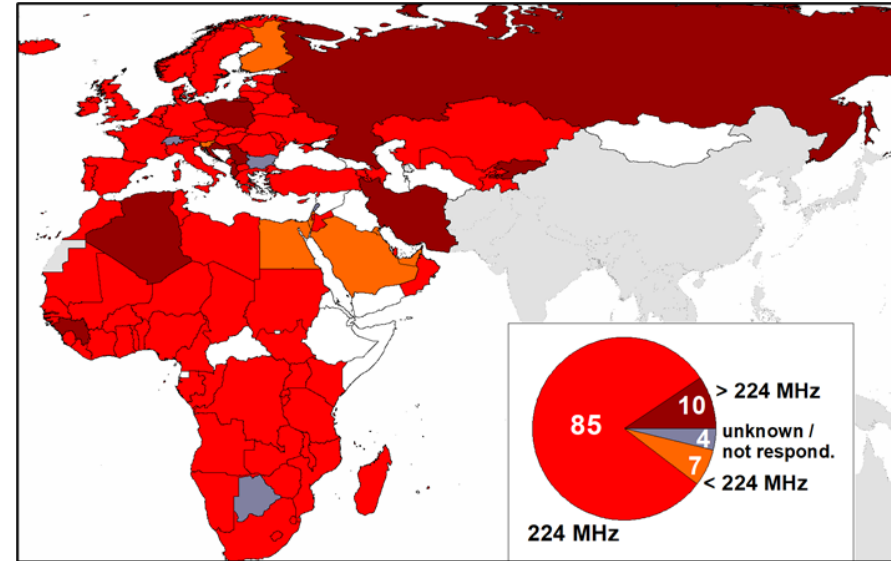 > 224 MHz
10
85
4
unknown /
not respond.
7
< 224 MHz
224 MHz